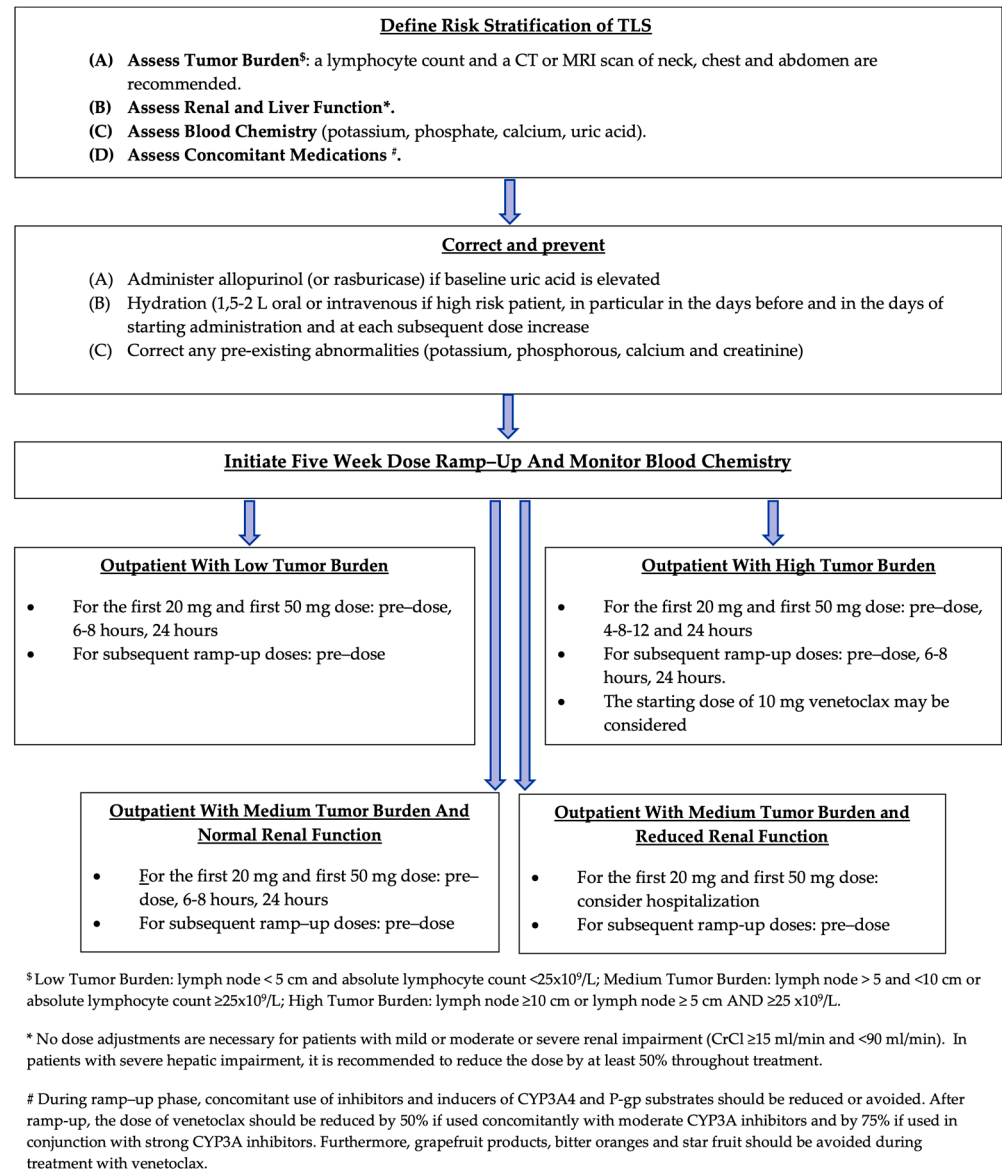 Define Risk Stratification of TLS
(A) Assess Tumor Burden$: a lymphocyte count and a CT or MRI scan of neck, chest and abdomen are
recommended.
(B) Assess Renal and Liver Function*.
(C) Assess Blood Chemistry (potassium, phosphate, calcium, uric acid).
(D) Assess Concomitant Medications #.
Correct and prevent
(A) Administer allopurinol (or rasburicase) if baseline uric acid is elevated
(B) Hydration (1,5-2 L oral or intravenous if high risk patient, in particular in the days before and in the days of
starting administration and at each subsequent dose increase
(C) Correct any pre-existing abnormalities (potassium, phosphorous, calcium and creatinine)
Initiate Five Week Dose Ramp–Up And Monitor Blood Chemistry
Outpatient With Low Tumor Burden
• For the first 20 mg and first 50 mg dose: pre–dose,
6-8 hours, 24 hours
• For subsequent ramp-up doses: pre–dose
Outpatient With High Tumor Burden
• For the first 20 mg and first 50 mg dose: pre–dose,
4-8-12 and 24 hours
• For subsequent ramp-up doses: pre–dose, 6-8
hours, 24 hours.
• The starting dose of 10 mg venetoclax may be
considered
Outpatient With Medium Tumor Burden And
Normal Renal Function
• For the first 20 mg and first 50 mg dose: pre–
dose, 6-8 hours, 24 hours
• For subsequent ramp–up doses: pre–dose
Outpatient With Medium Tumor Burden and
Reduced Renal Function
• For the first 20 mg and first 50 mg dose:
consider hospitalization
• For subsequent ramp-up doses: pre–dose
$ Low Tumor Burden: lymph node < 5 cm and absolute lymphocyte count <25x10⁹/L; Medium Tumor Burden: lymph node > 5 and <10 cm or
absolute lymphocyte count ≥25x10⁹/L; High Tumor Burden: lymph node ≥10 cm or lymph node ≥ 5 cm AND ≥25 x10⁹/L.
* No dose adjustments are necessary for patients with mild or moderate or severe renal impairment (CrCl ≥15 ml/min and <90 ml/min). In
patients with severe hepatic impairment, it is recommended to reduce the dose by at least 50% throughout treatment.
# During ramp–up phase, concomitant use of inhibitors and inducers of CYP3A4 and P-gp substrates should be reduced or avoided. After
ramp-up, the dose of venetoclax should be reduced by 50% if used concomitantly with moderate CYP3A inhibitors and by 75% if used in
conjunction with strong CYP3A inhibitors. Furthermore, grapefruit products, bitter oranges and star fruit should be avoided during
treatment with venetoclax.